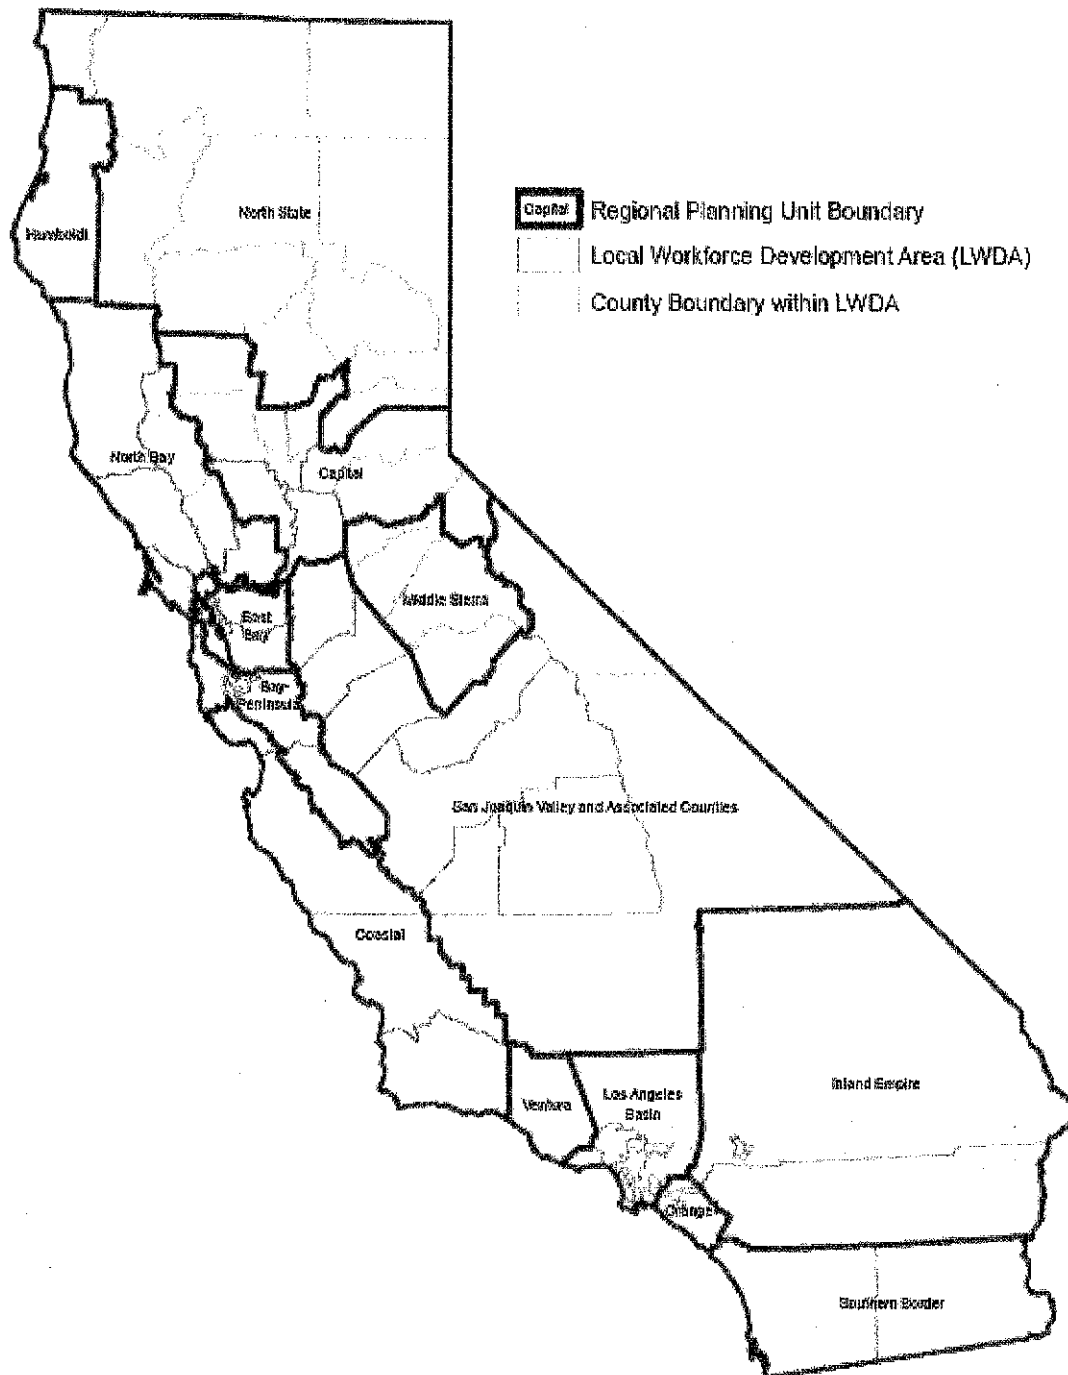 North State
Humboldt
Capital
Regional Planning Unit Boundary
Local Workforce Development Area (LWDA)
County Boundary within LWDA
North Bay
Capital
Middle Sierra
East
Bay
Bay-
Peninsula
San Joaquin Valley and Associated Counties
Coastal
Inland Empire
Ventura
Los Angeles
Basin
Orange
Southern Border